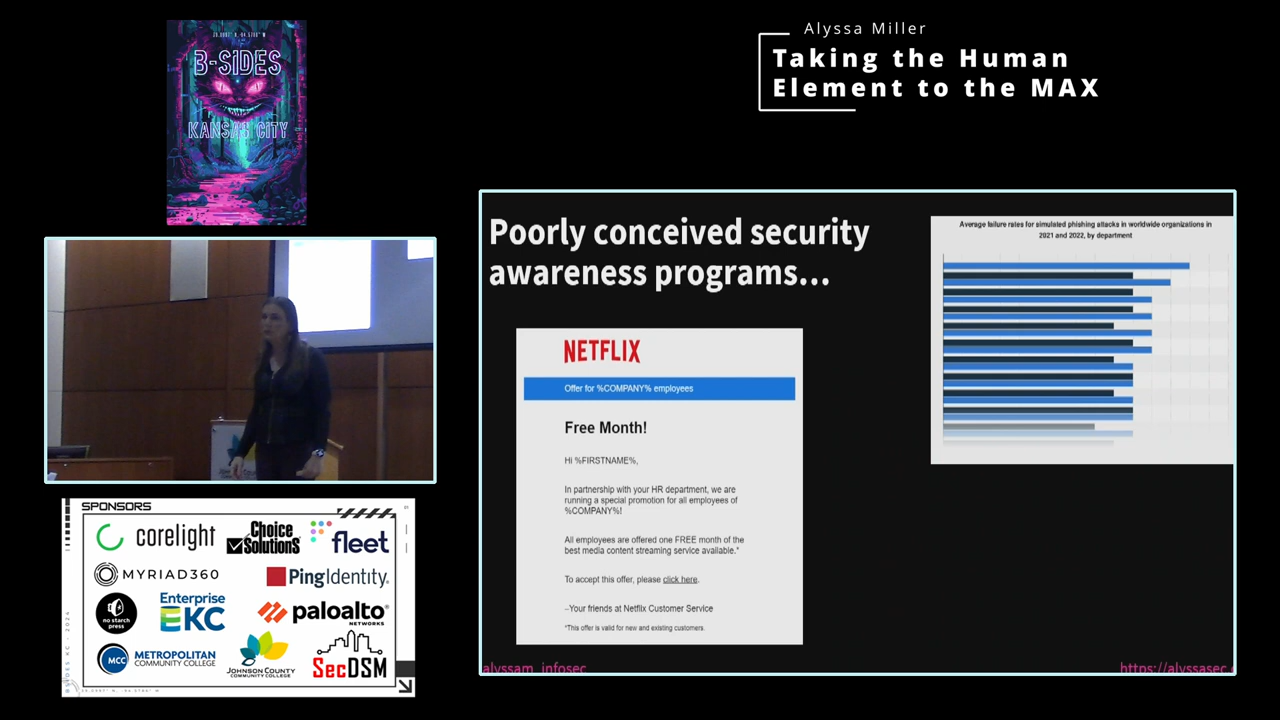 Alyssa Miller
Taking the Human
Element to the MAX
B-SIDES
KANSAS CITY
Poorly conceived security
awareness programs...
Average failure rates for simulated phishing attacks in worldwide organizations in
2021 and 2022, by department
NETFLIX
Offer for %COMPANY% employees
Free Month!
Hi %FIRSTNAME%,
In partnership with your HR department, we are
running a special promotion for all employees of
%COMPANY%!
All employees are offered one FREE month of the
best media content streaming service available.*
To accept this offer, please click here.
–Your friends at Netflix Customer Service
*This offer is valid for new and existing customers.
alyssam_infosec
https://alyssasec.
SPONSORS
corelight
Choice
Solutions
fleet
MYRIAD360
PingIdentity.
no starch
press
Enterprise
KC
paloalto
NETWORKS
MCC
METROPOLITAN
COMMUNITY COLLEGE
JOHNSON COUNTY
COMMUNITY COLLEGE
SecDSM